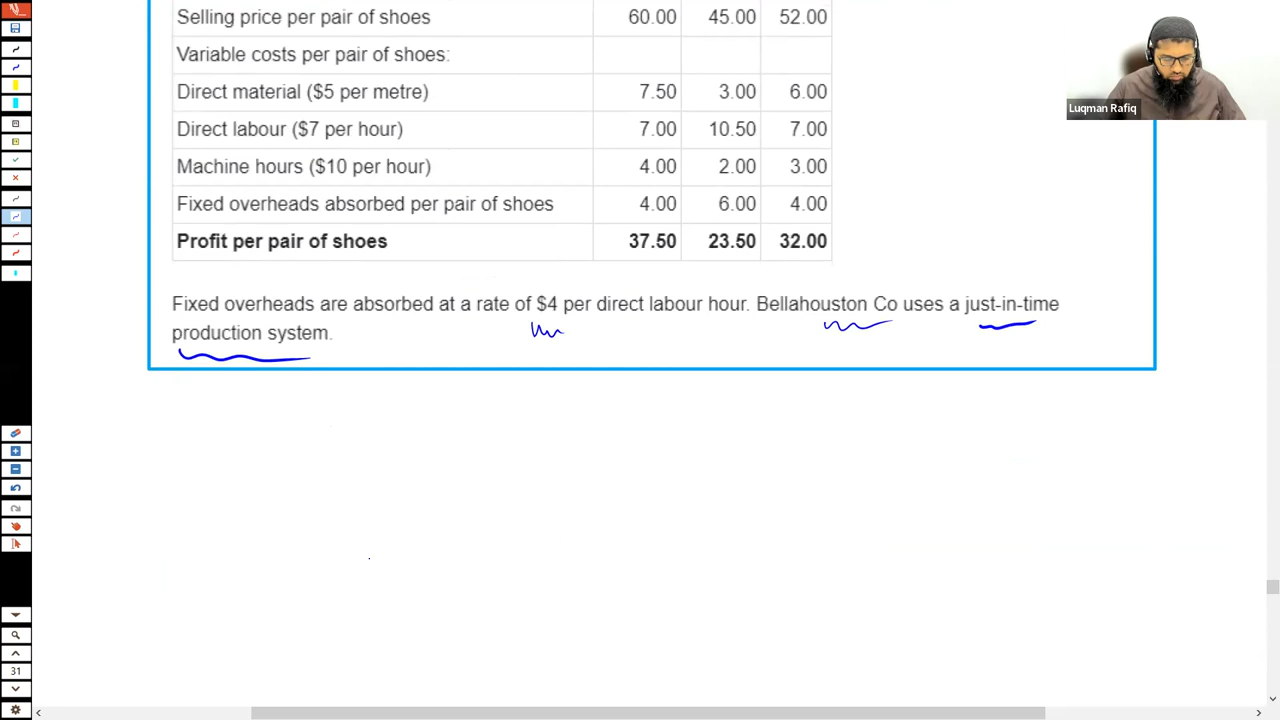 Selling price per pair of shoes 60.00 45.00 52.00
Luqman Rafiq
Variable costs per pair of shoes:
Direct material ($5 per metre) 7.50 3.00 6.00
Direct labour ($7 per hour) 7.00 10.50 7.00
Machine hours ($10 per hour) 4.00 2.00 3.00
Fixed overheads absorbed per pair of shoes 4.00 6.00 4.00
Profit per pair of shoes 37.50 23.50 32.00
Fixed overheads are absorbed at a rate of $4 per direct labour hour. Bellahouston Co uses a just-in-time
production system.
31